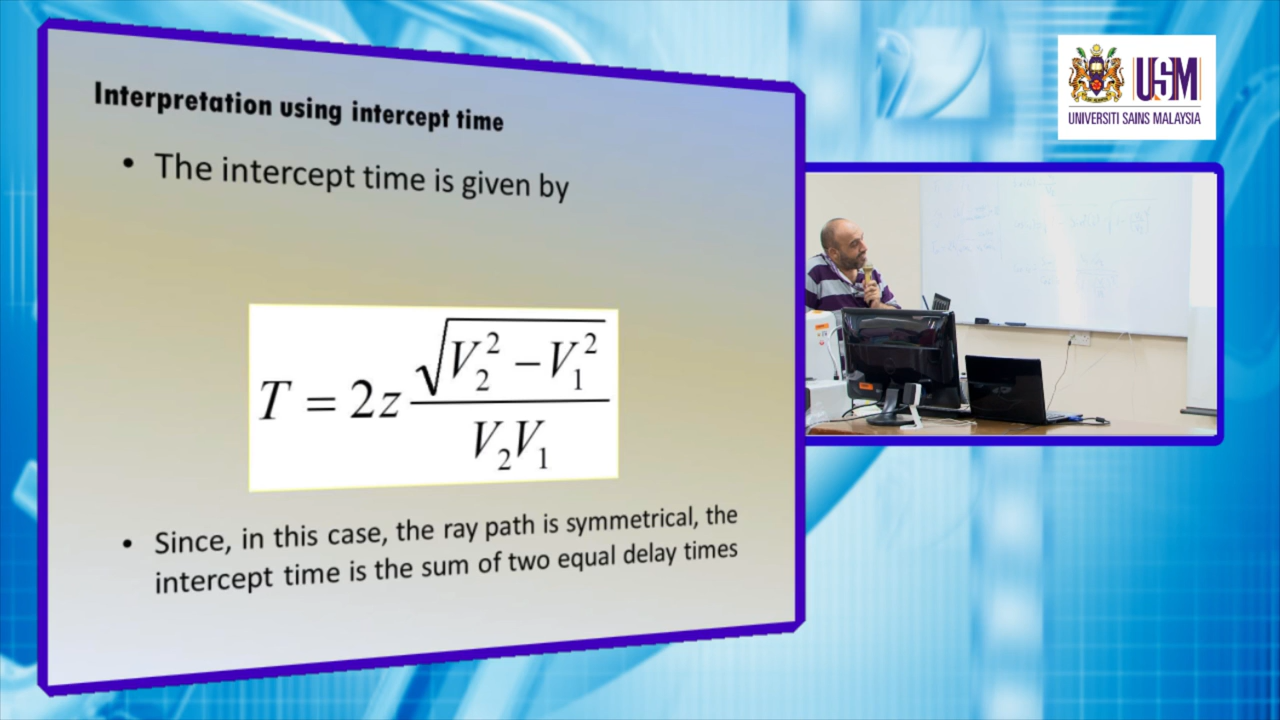 Interpretation using intercept time
• The intercept time is given by
T = 2z √(V₂² − V₁²) / V₂V₁
• Since, in this case, the ray path is symmetrical, the
intercept time is the sum of two equal delay times
USM
UNIVERSITI SAINS MALAYSIA